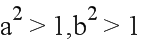 a² > 1,b² > 1